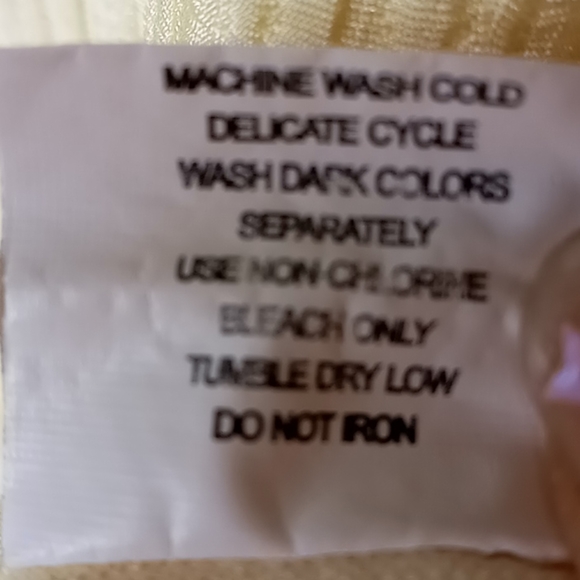 MACHINE WASH COLD
DELICATE CYCLE
WASH DARK COLORS
SEPARATELY
USE NON-CHLORINE
BLEACH ONLY
TUMBLE DRY LOW
DO NOT IRON